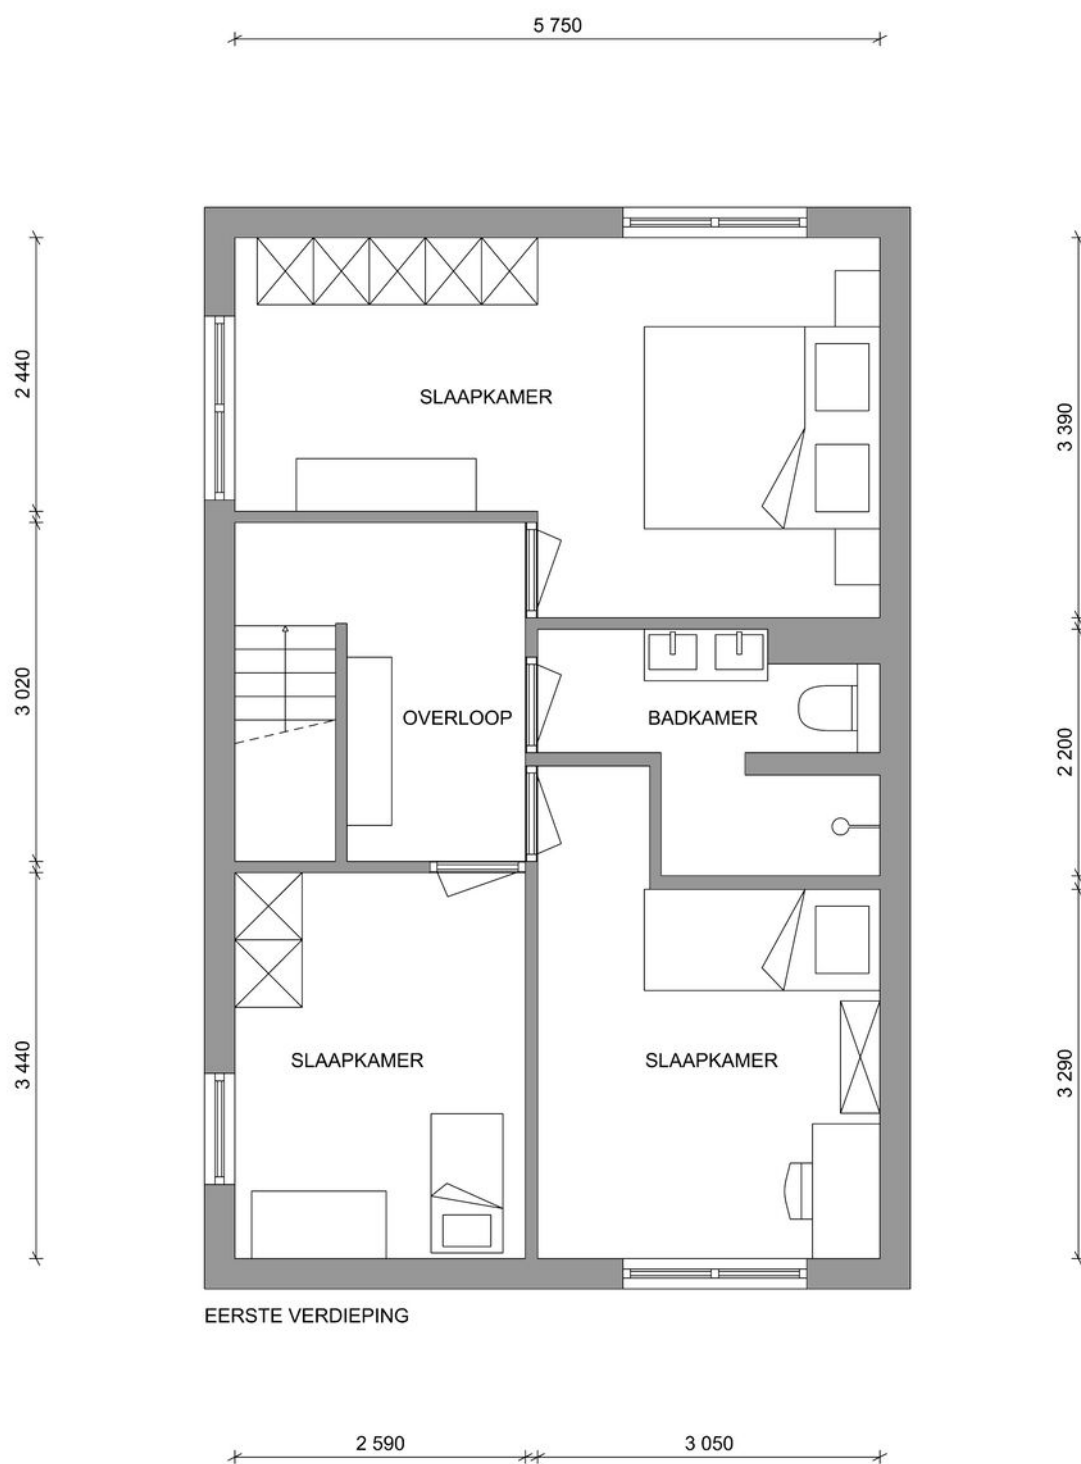 5 750
2 440
3 390
SLAAPKAMER
3 020
OVERLOOP
BADKAMER
2 200
3 440
SLAAPKAMER
SLAAPKAMER
3 290
EERSTE VERDIEPING
2 590
3 050